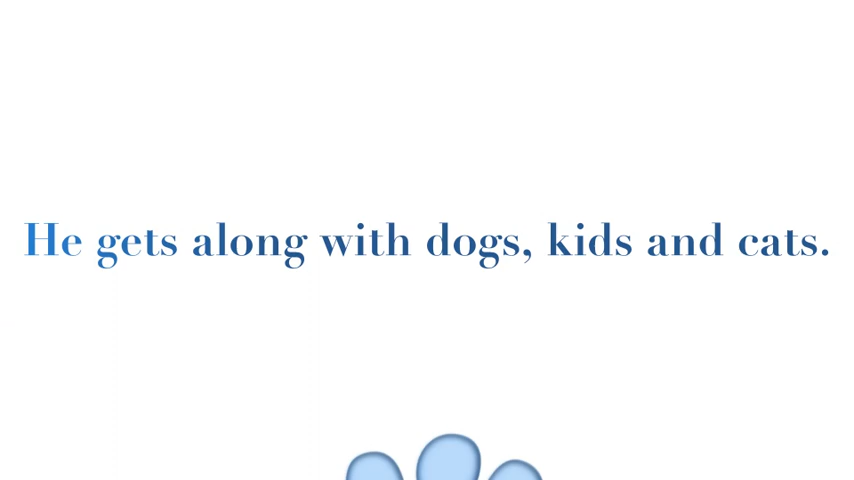 He gets along with dogs, kids and cats.